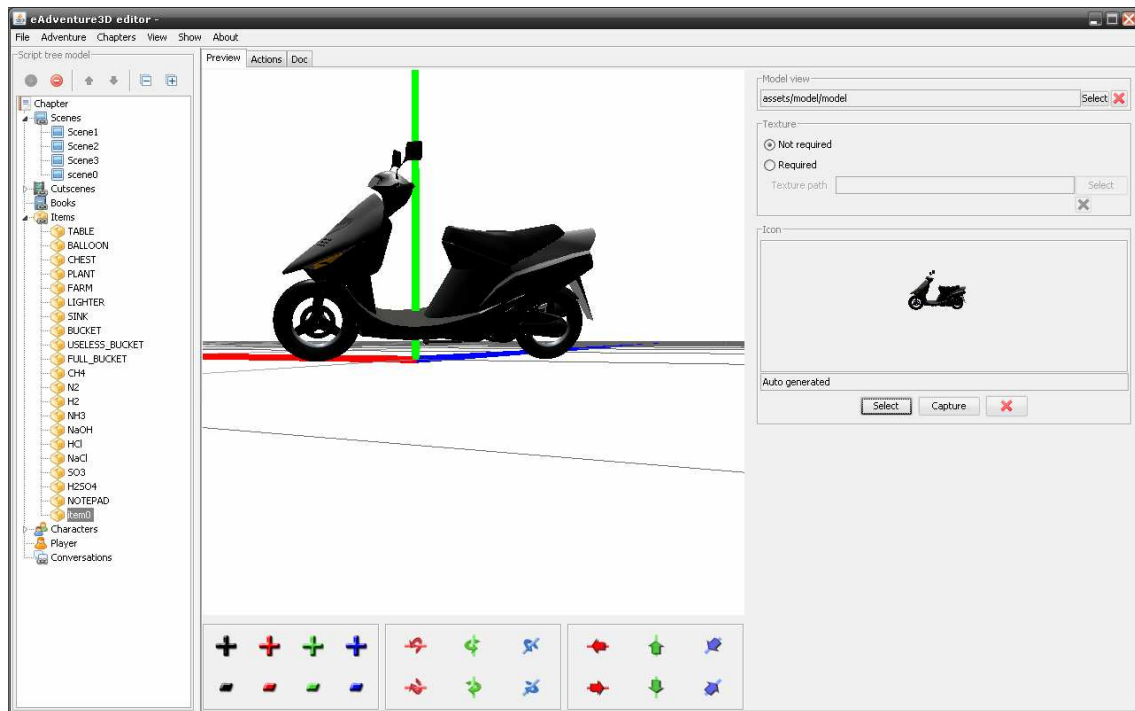 eAdventure3D editor -
File Adventure Chapters View Show About
Script tree model
Chapter
Scenes
Scene1
Scene2
Scene3
scene0
Cutscenes
Books
Items
TABLE
BALLOON
CHEST
PLANT
FARM
LIGHTER
SINK
BUCKET
USELESS_BUCKET
FULL_BUCKET
CH4
N2
H2
NH3
NaOH
HCl
NaCl
SO3
H2SO4
NOTEPAD
item0
Characters
Player
Conversations
Preview Actions Doc
Model view
assets/model/model Select
Texture
Not required
Required
Texture path Select
Icon
Auto generated
Select Capture